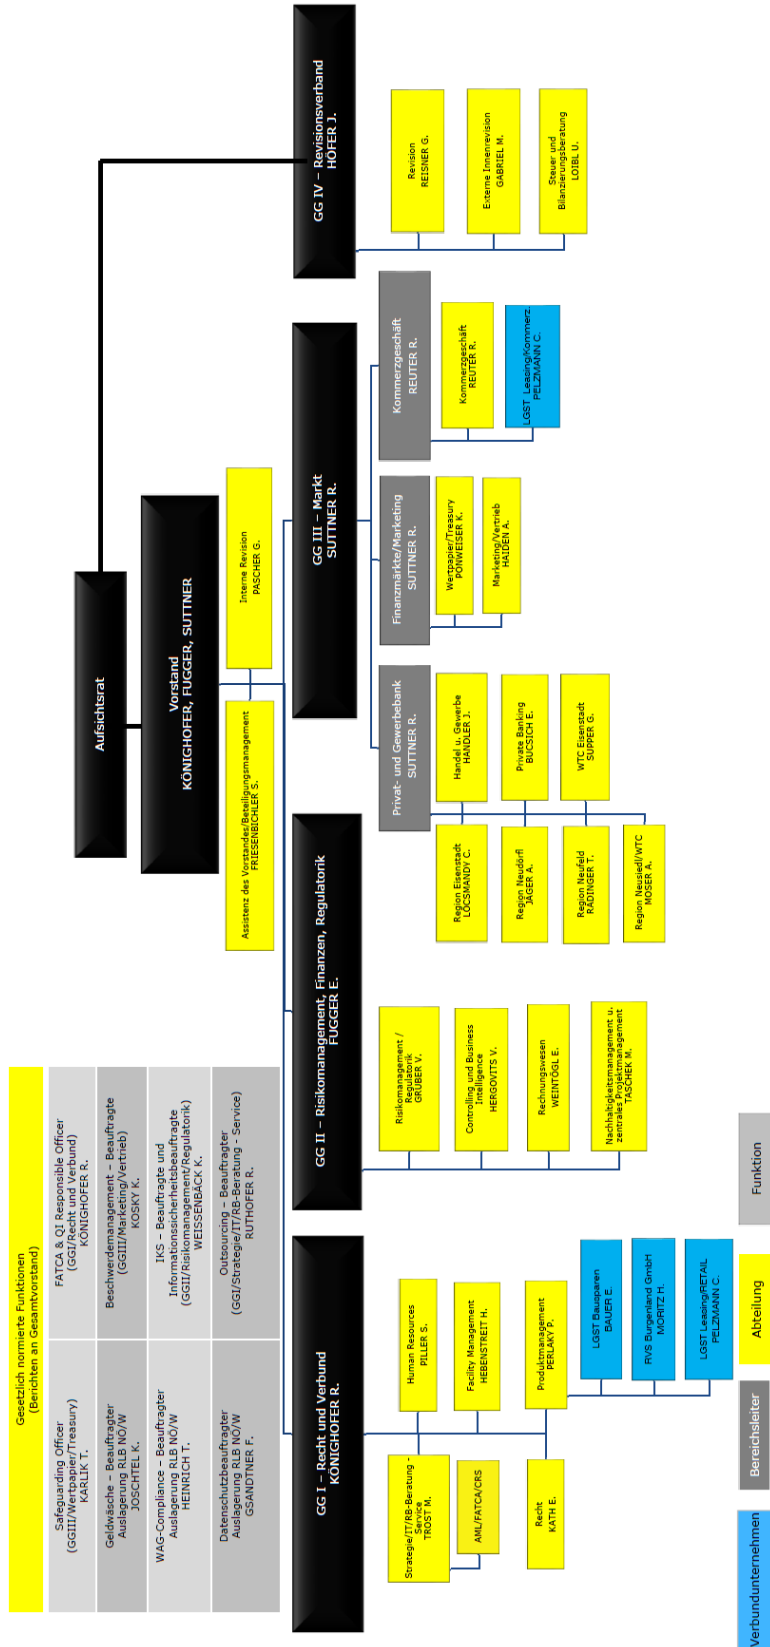 Gesetzlich normierte Funktionen
(Berichten an Gesamtvorstand)
Safeguarding Officer
(GGIII/Wertpapier/Treasury)
KARLIK T.
FATCA & QI Responsible Officer
(GGI/Recht und Verbund)
KÖNIGHOFER R.
Geldwäsche – Beauftragter
Auslagerung RLB NÖ/W
JOSCHTEL K.
Beschwerdemanagement – Beauftragte
(GGIII/Marketing/Vertrieb)
KOSKY K.
WAG-Compliance – Beauftragter
Auslagerung RLB NÖ/W
HEINRICH T.
IKS – Beauftragte und
Informationssicherheitsbeauftragte
(GGII/Risikomanagement/Regulatorik)
WEISSENBÄCK K.
Datenschutzbeauftragter
Auslagerung RLB NÖ/W
GSANDTNER F.
Outsourcing – Beauftragter
(GGI/Strategie/IT/RB-Beratung - Service)
RUTHOFER R.
Aufsichtsrat
Vorstand
KÖNIGHOFER, FUGGER, SUTTNER
Assistenz des Vorstandes/Beteiligungsmanagement
FRIESENBICHLER S.
Interne Revision
PASCHER G.
GG I – Recht und Verbund
KÖNIGHOFER R.
GG II – Risikomanagement, Finanzen, Regulatorik
FUGGER E.
GG III – Markt
SUTTNER R.
GG IV – Revisionsverband
HÖFER J.
Strategie/IT/RB-Beratung -
Service
TROST M.
AML/FATCA/CRS
Recht
KATH E.
Human Resources
PILLER S.
Facility Management
HEBENSTREIT H.
Produktmanagement
PERLAKY P.
LGST Bausparen
BAUER E.
RVS Burgenland GmbH
MORITZ H.
LGST Leasing/RETAIL
PELZMANN C.
Risikomanagement /
Regulatorik
GRUBER V.
Controlling und Business
Intelligence
HERGOVITS V.
Rechnungswesen
WEINTÖGL E.
Nachhaltigkeitsmanagement u.
zentrales Projektmanagement
TASCHEK M.
Privat- und Gewerbebank
SUTTNER R.
Region Eisenstadt
LOCSMANDY C.
Handel u. Gewerbe
HANDLER J.
Region Neudörfl
JÄGER A.
Private Banking
BUCSICH E.
Region Neufeld
RADINGER T.
WTC Eisenstadt
SUPPER G.
Region Neusiedl/WTC
MOSER A.
Finanzmärkte/Marketing
SUTTNER R.
Wertpapier/Treasury
PONWEISER K.
Marketing/Vertrieb
HAIDEN A.
Kommerzgeschäft
REUTER R.
Kommerzgeschäft
REUTER R.
LGST Leasing/Kommerz.
PELZMANN C.
Revision
REISNER G.
Externe Innenrevision
GABRIEL M.
Steuer und
Bilanzierungsberatung
LOIBL U.
Verbundunternehmen
Bereichsleiter
Abteilung
Funktion